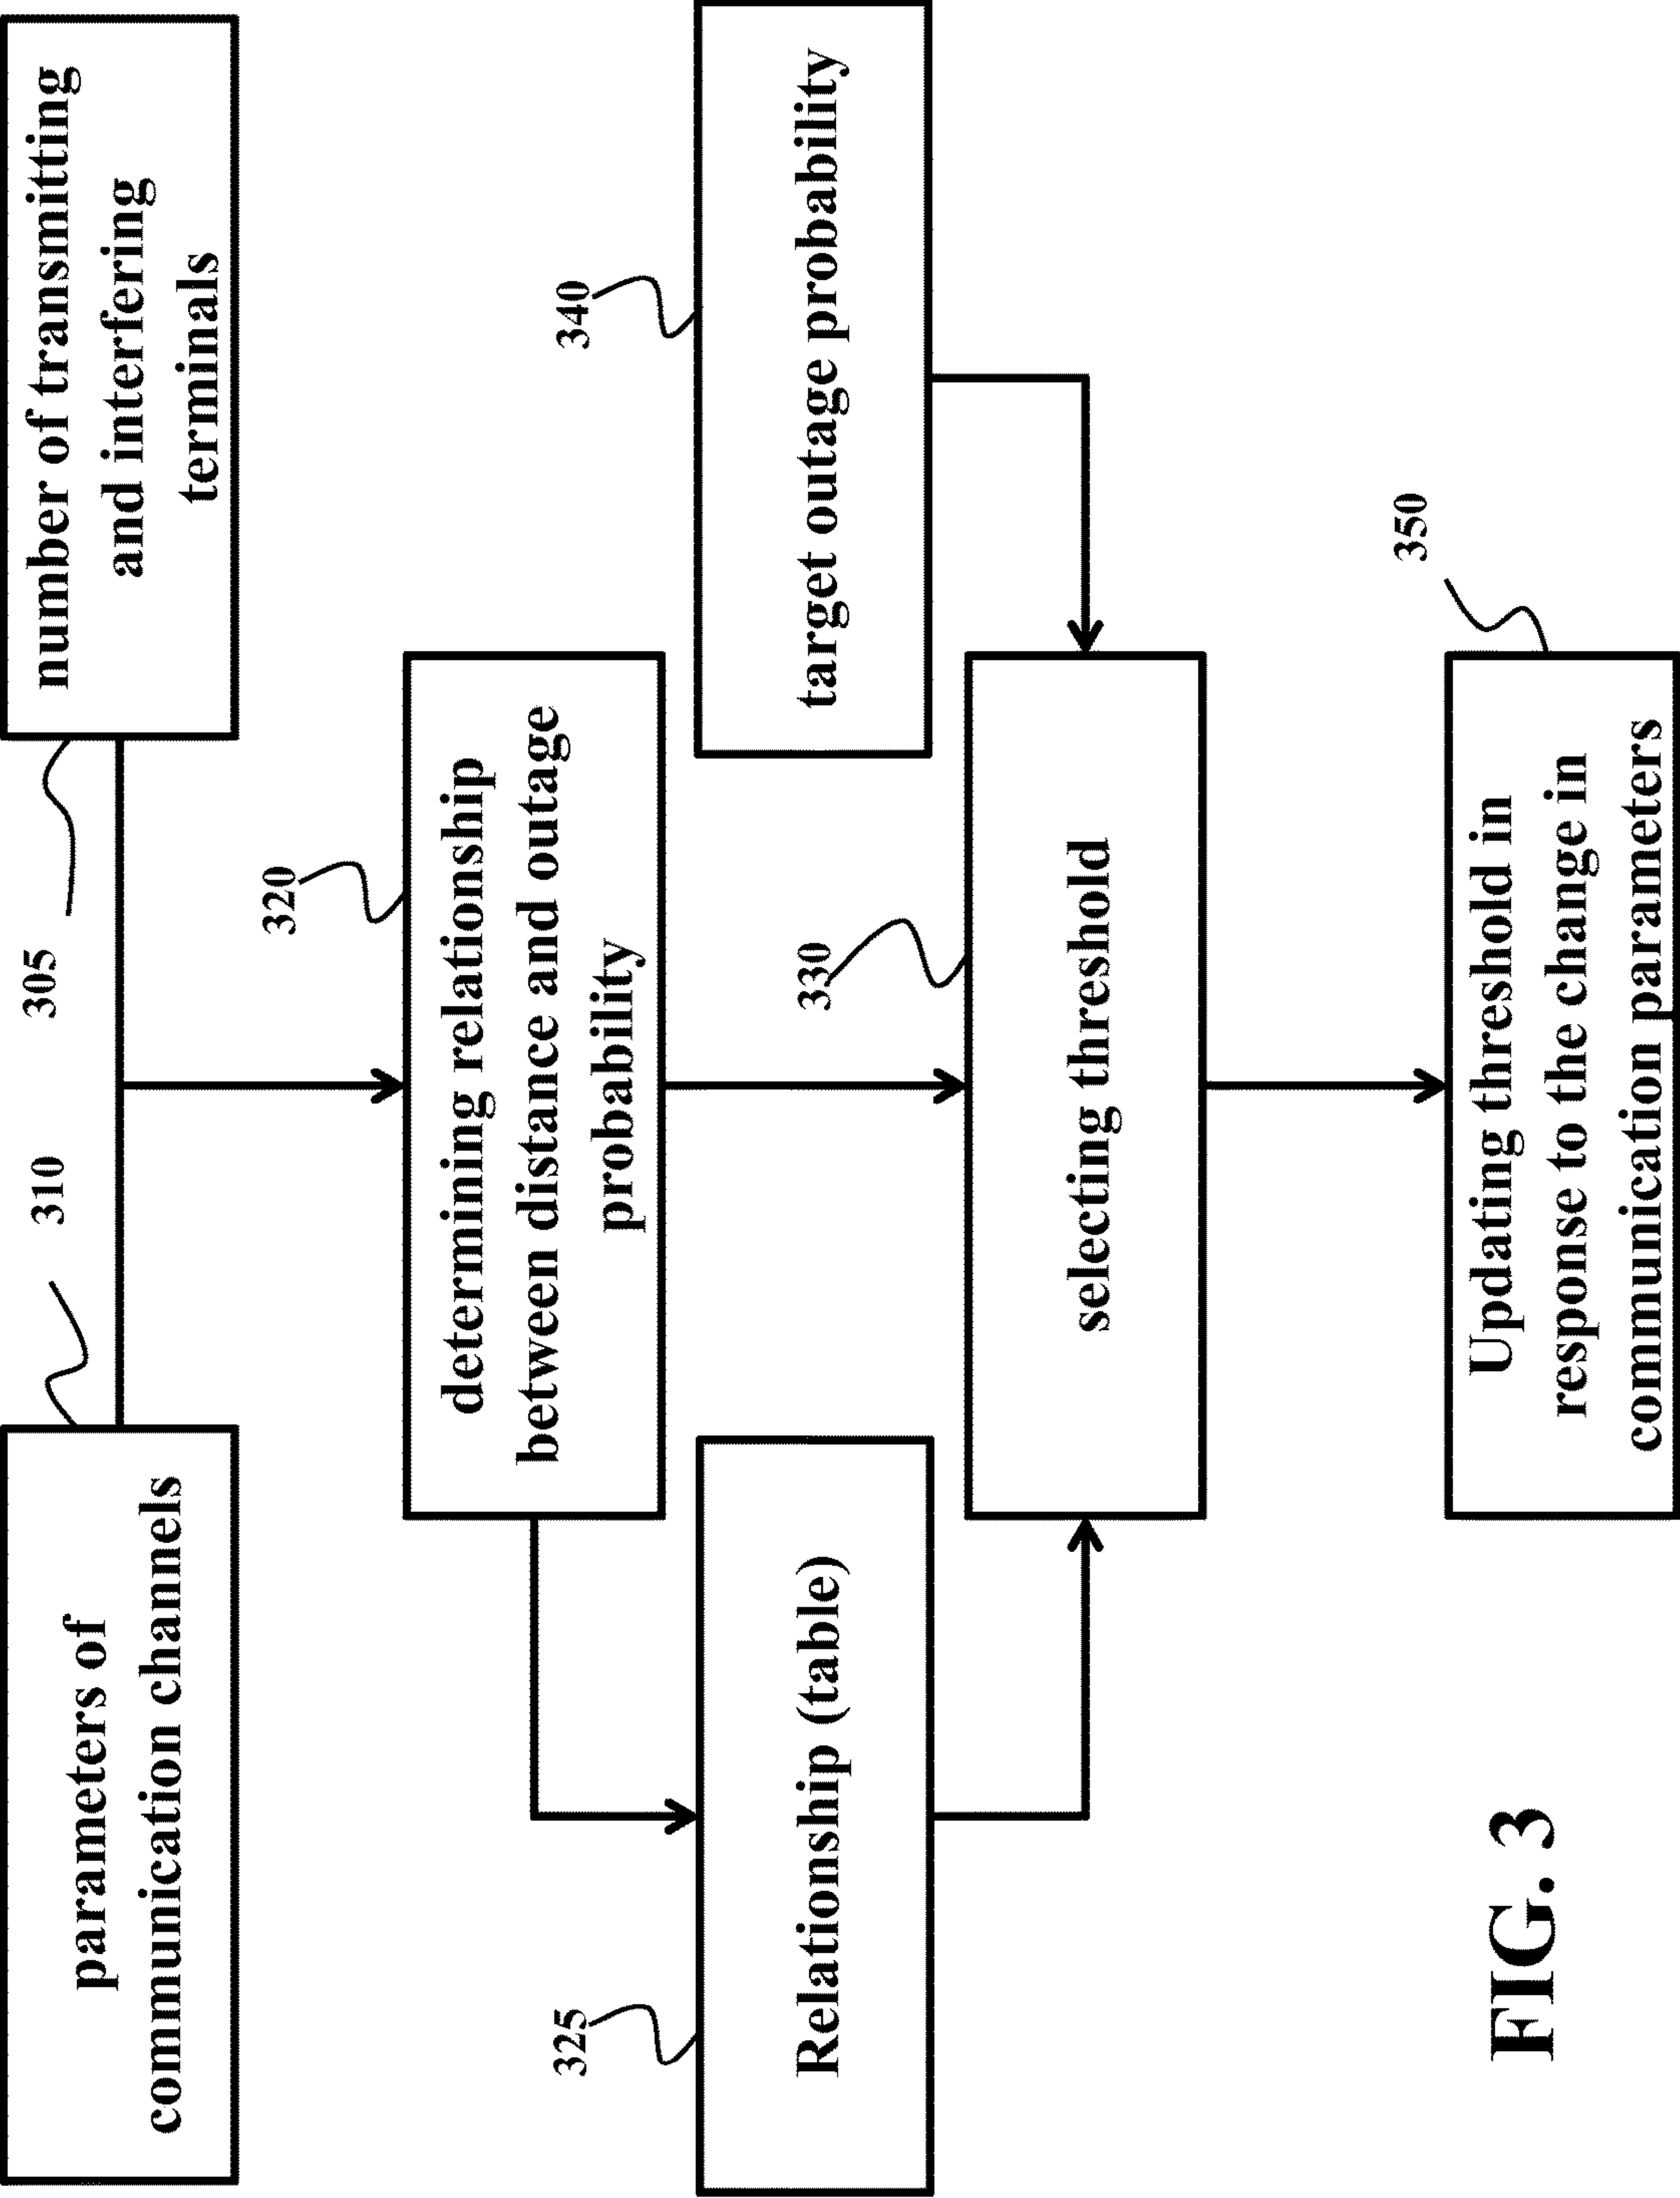 parameters of
communication channels
310
305
number of transmitting
and interfering
terminals
320
determining relationship
between distance and outage
probability
325
Relationship (table)
340
target outage probability
330
selecting threshold
350
Updating threshold in
response to the change in
communication parameters
FIG. 3